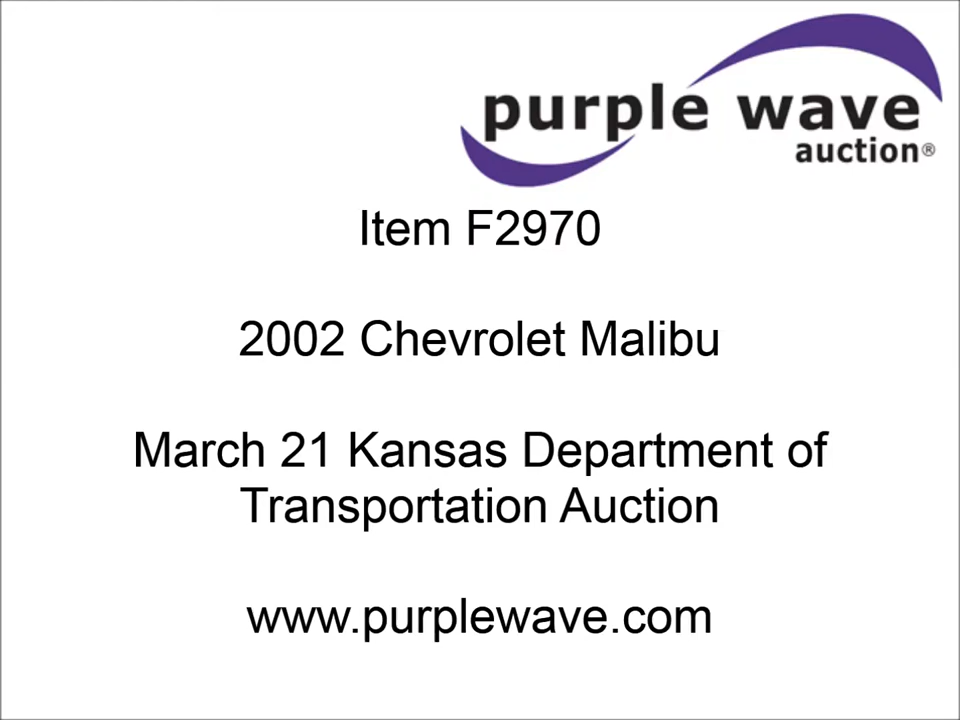 purple wave
auction®
Item F2970
2002 Chevrolet Malibu
March 21 Kansas Department of
Transportation Auction
www.purplewave.com